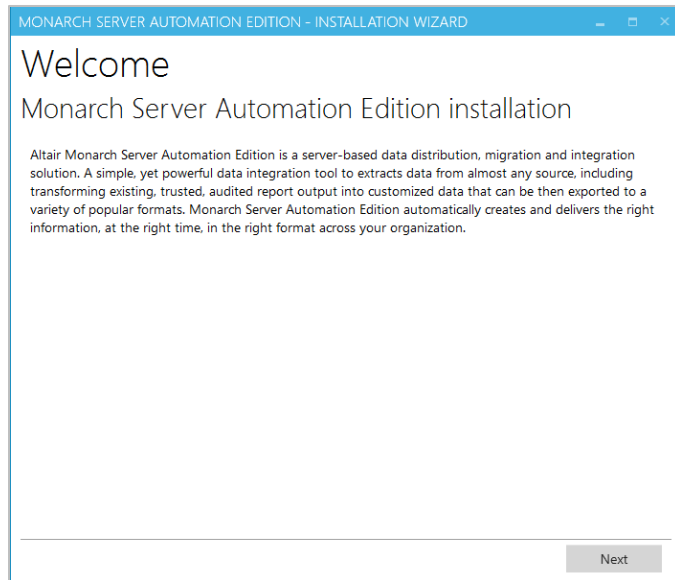 MONARCH SERVER AUTOMATION EDITION - INSTALLATION WIZARD
Welcome
Monarch Server Automation Edition installation
Altair Monarch Server Automation Edition is a server-based data distribution, migration and integration
solution. A simple, yet powerful data integration tool to extracts data from almost any source, including
transforming existing, trusted, audited report output into customized data that can be then exported to a
variety of popular formats. Monarch Server Automation Edition automatically creates and delivers the right
information, at the right time, in the right format across your organization.
Next